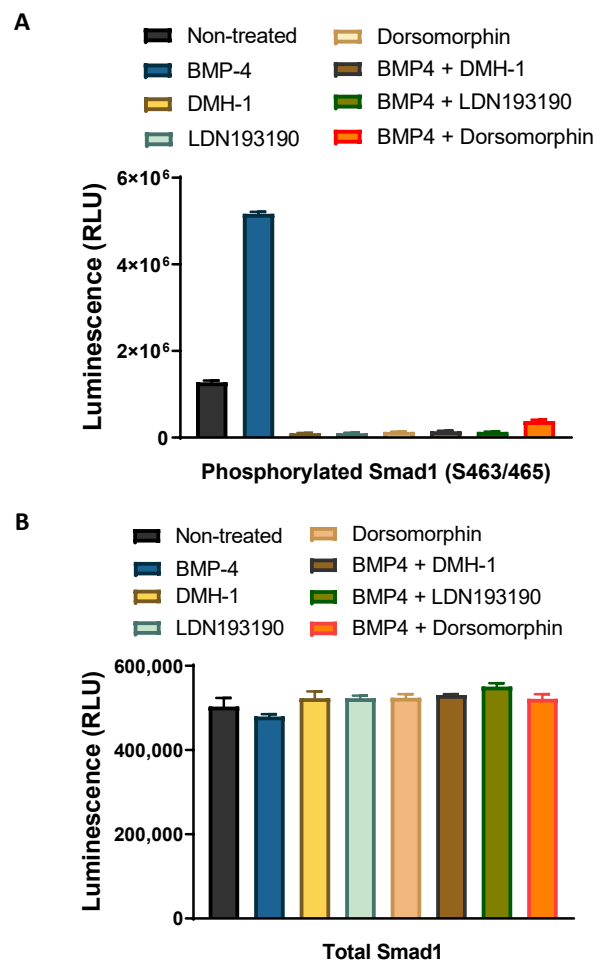 A
Non-treated
BMP-4
DMH-1
LDN193190
Dorsomorphin
BMP4 + DMH-1
BMP4 + LDN193190
BMP4 + Dorsomorphin
Luminescence (RLU)
6×10⁶
4×10⁶
2×10⁶
0
Phosphorylated Smad1 (S463/465)
B
Non-treated
BMP-4
DMH-1
LDN193190
Dorsomorphin
BMP4 + DMH-1
BMP4 + LDN193190
BMP4 + Dorsomorphin
Luminescence (RLU)
600,000
400,000
200,000
0
Total Smad1